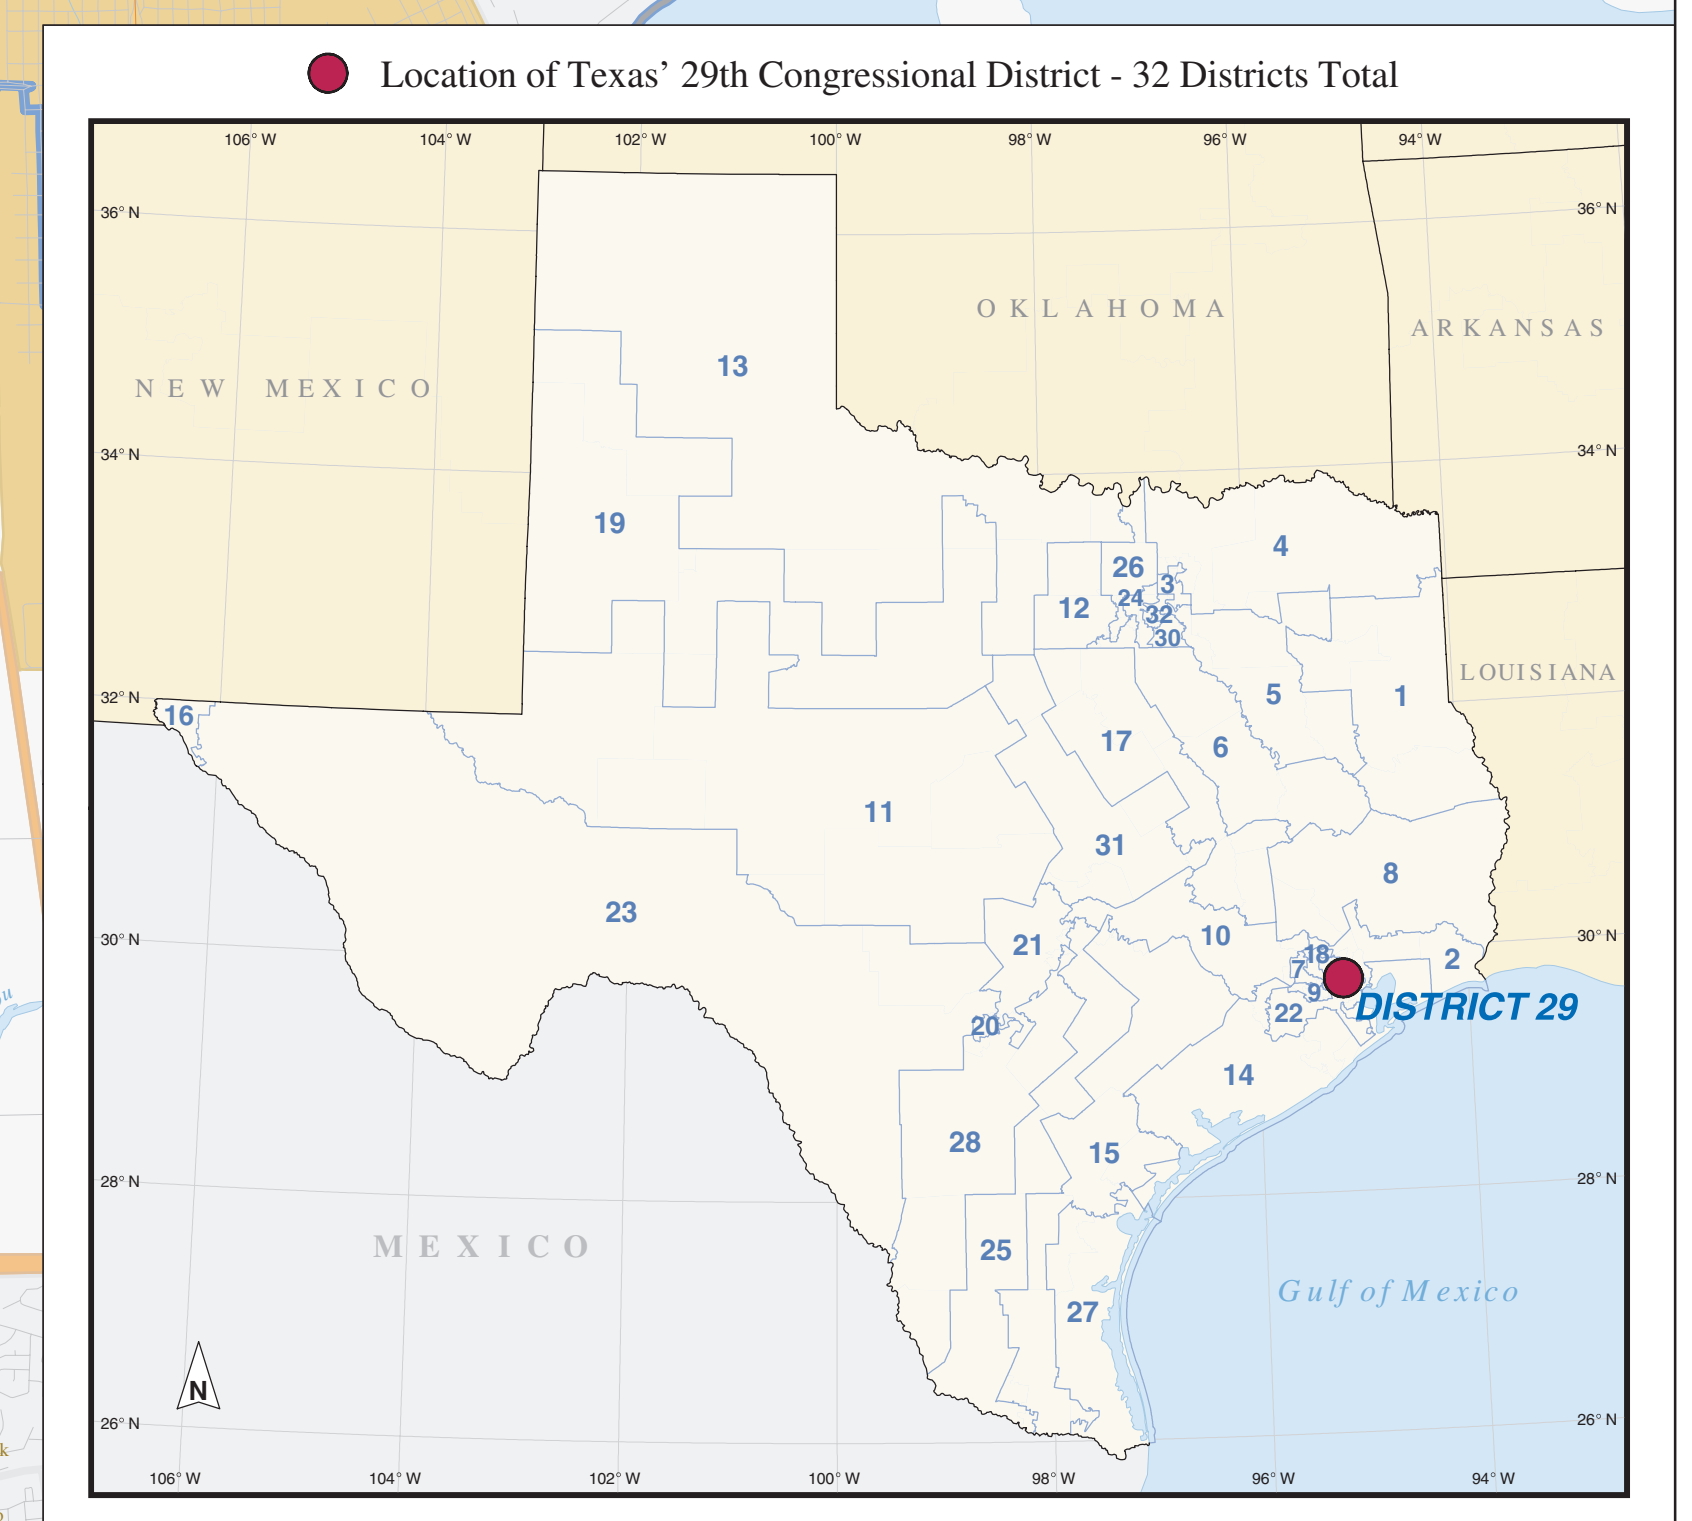 Location of Texas’ 29th Congressional District - 32 Districts Total
106° W 104° W 102° W 100° W 98° W 96° W 94° W
36° N 36° N
OKLAHOMA
ARKANSAS
13
NEW MEXICO
34° N 34° N
19
4
26
3
24
12
32
30
LOUISIANA
32° N
5
1
16
17
6
11
31
8
23
10
30° N 30° N
21
18
2
7
9
DISTRICT 29
22
20
14
28
15
28° N 28° N
MEXICO
25
Gulf of Mexico
27
N
26° N 26° N
106° W 104° W 102° W 100° W 98° W 96° W 94° W